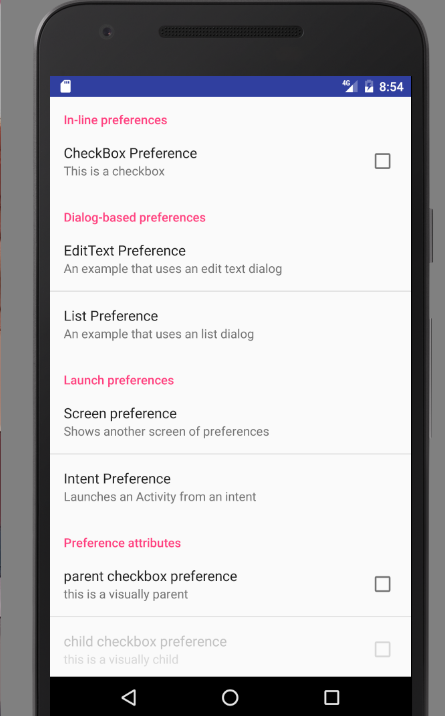 4G 8:54
In-line preferences
CheckBox Preference
This is a checkbox
Dialog-based preferences
EditText Preference
An example that uses an edit text dialog
List Preference
An example that uses an list dialog
Launch preferences
Screen preference
Shows another screen of preferences
Intent Preference
Launches an Activity from an intent
Preference attributes
parent checkbox preference
this is a visually parent
child checkbox preference
this is a visually child